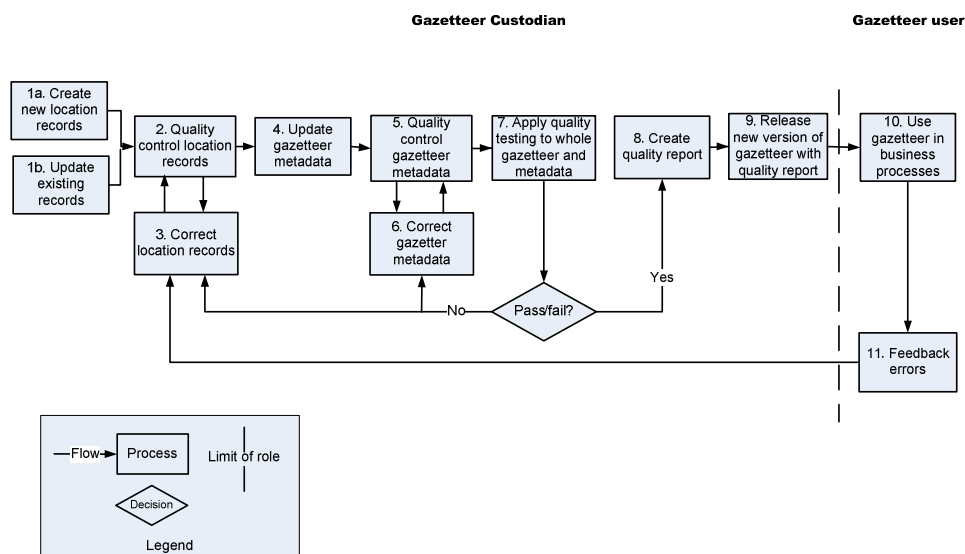 Gazetteer Custodian
Gazetteer user
1a. Create
new location
records
1b. Update
existing
records
2. Quality
control location
records
3. Correct
location records
4. Update
gazetteer
metadata
5. Quality
control
gazetteer
metadata
6. Correct
gazetter
metadata
7. Apply quality
testing to whole
gazetteer and
metadata
Pass/fail?
No
Yes
8. Create
quality report
9. Release
new version of
gazetteer with
quality report
10. Use
gazetteer in
business
processes
11. Feedback
errors
Flow
Process
Limit of role
Decision
Legend